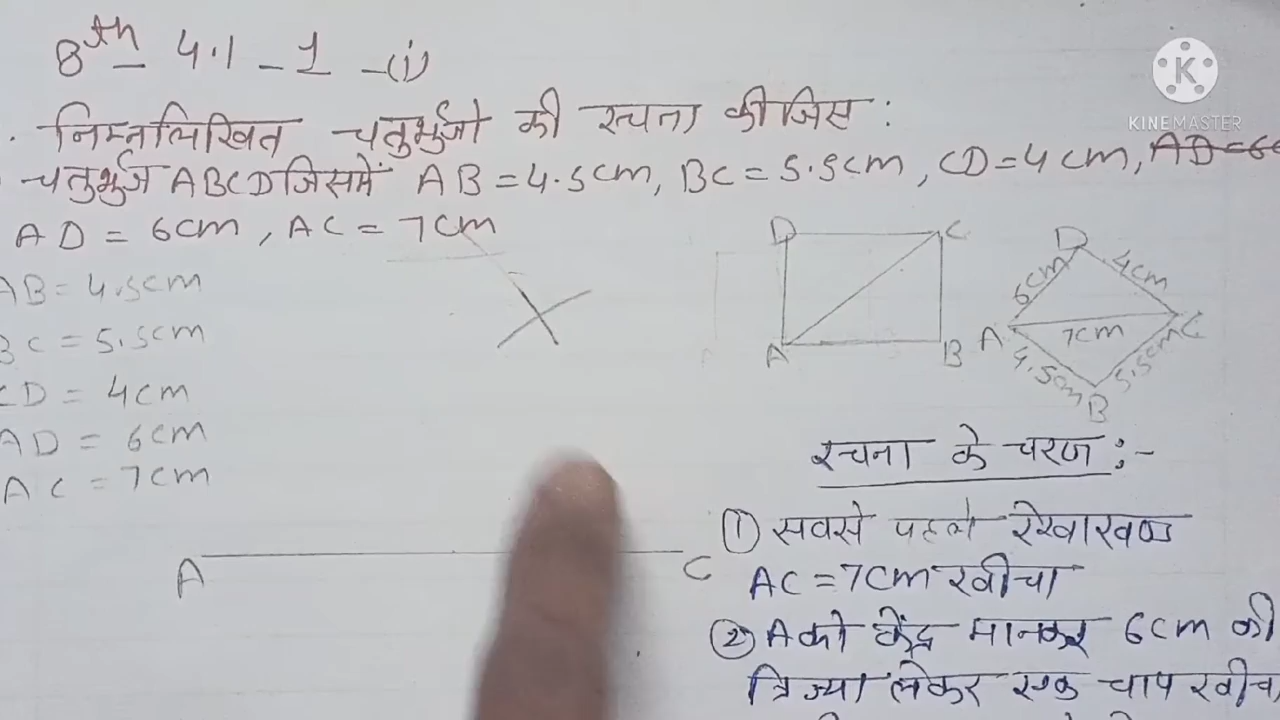 8th - 4.1 - 1 - (i)
निम्नलिखित चतुर्भुजो की रचना कीजिस :
चतुर्भुज ABCD जिसमें AB = 4.5cm, BC = 5.5cm, CD = 4cm, AD = 6c
AD = 6cm, AC = 7cm
AB = 4.5cm
BC = 5.5cm
CD = 4cm
AD = 6cm
AC = 7cm
D C
A B
D
6cm 4cm
A 7cm C
4.5cm 5.5cm
B
A C
रचना के चरण :-
① सबसे पहले रेखाखण्ड
AC = 7cm खींचा
② A को केंद्र मानकर 6cm की
त्रिज्या लेकर एक चाप खींच
K
KINEMASTER